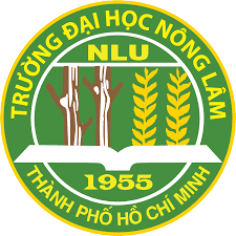 TRƯỜNG ĐẠI HỌC NÔNG LÂM
NLU
1955
THÀNH PHỐ HỒ CHÍ MINH